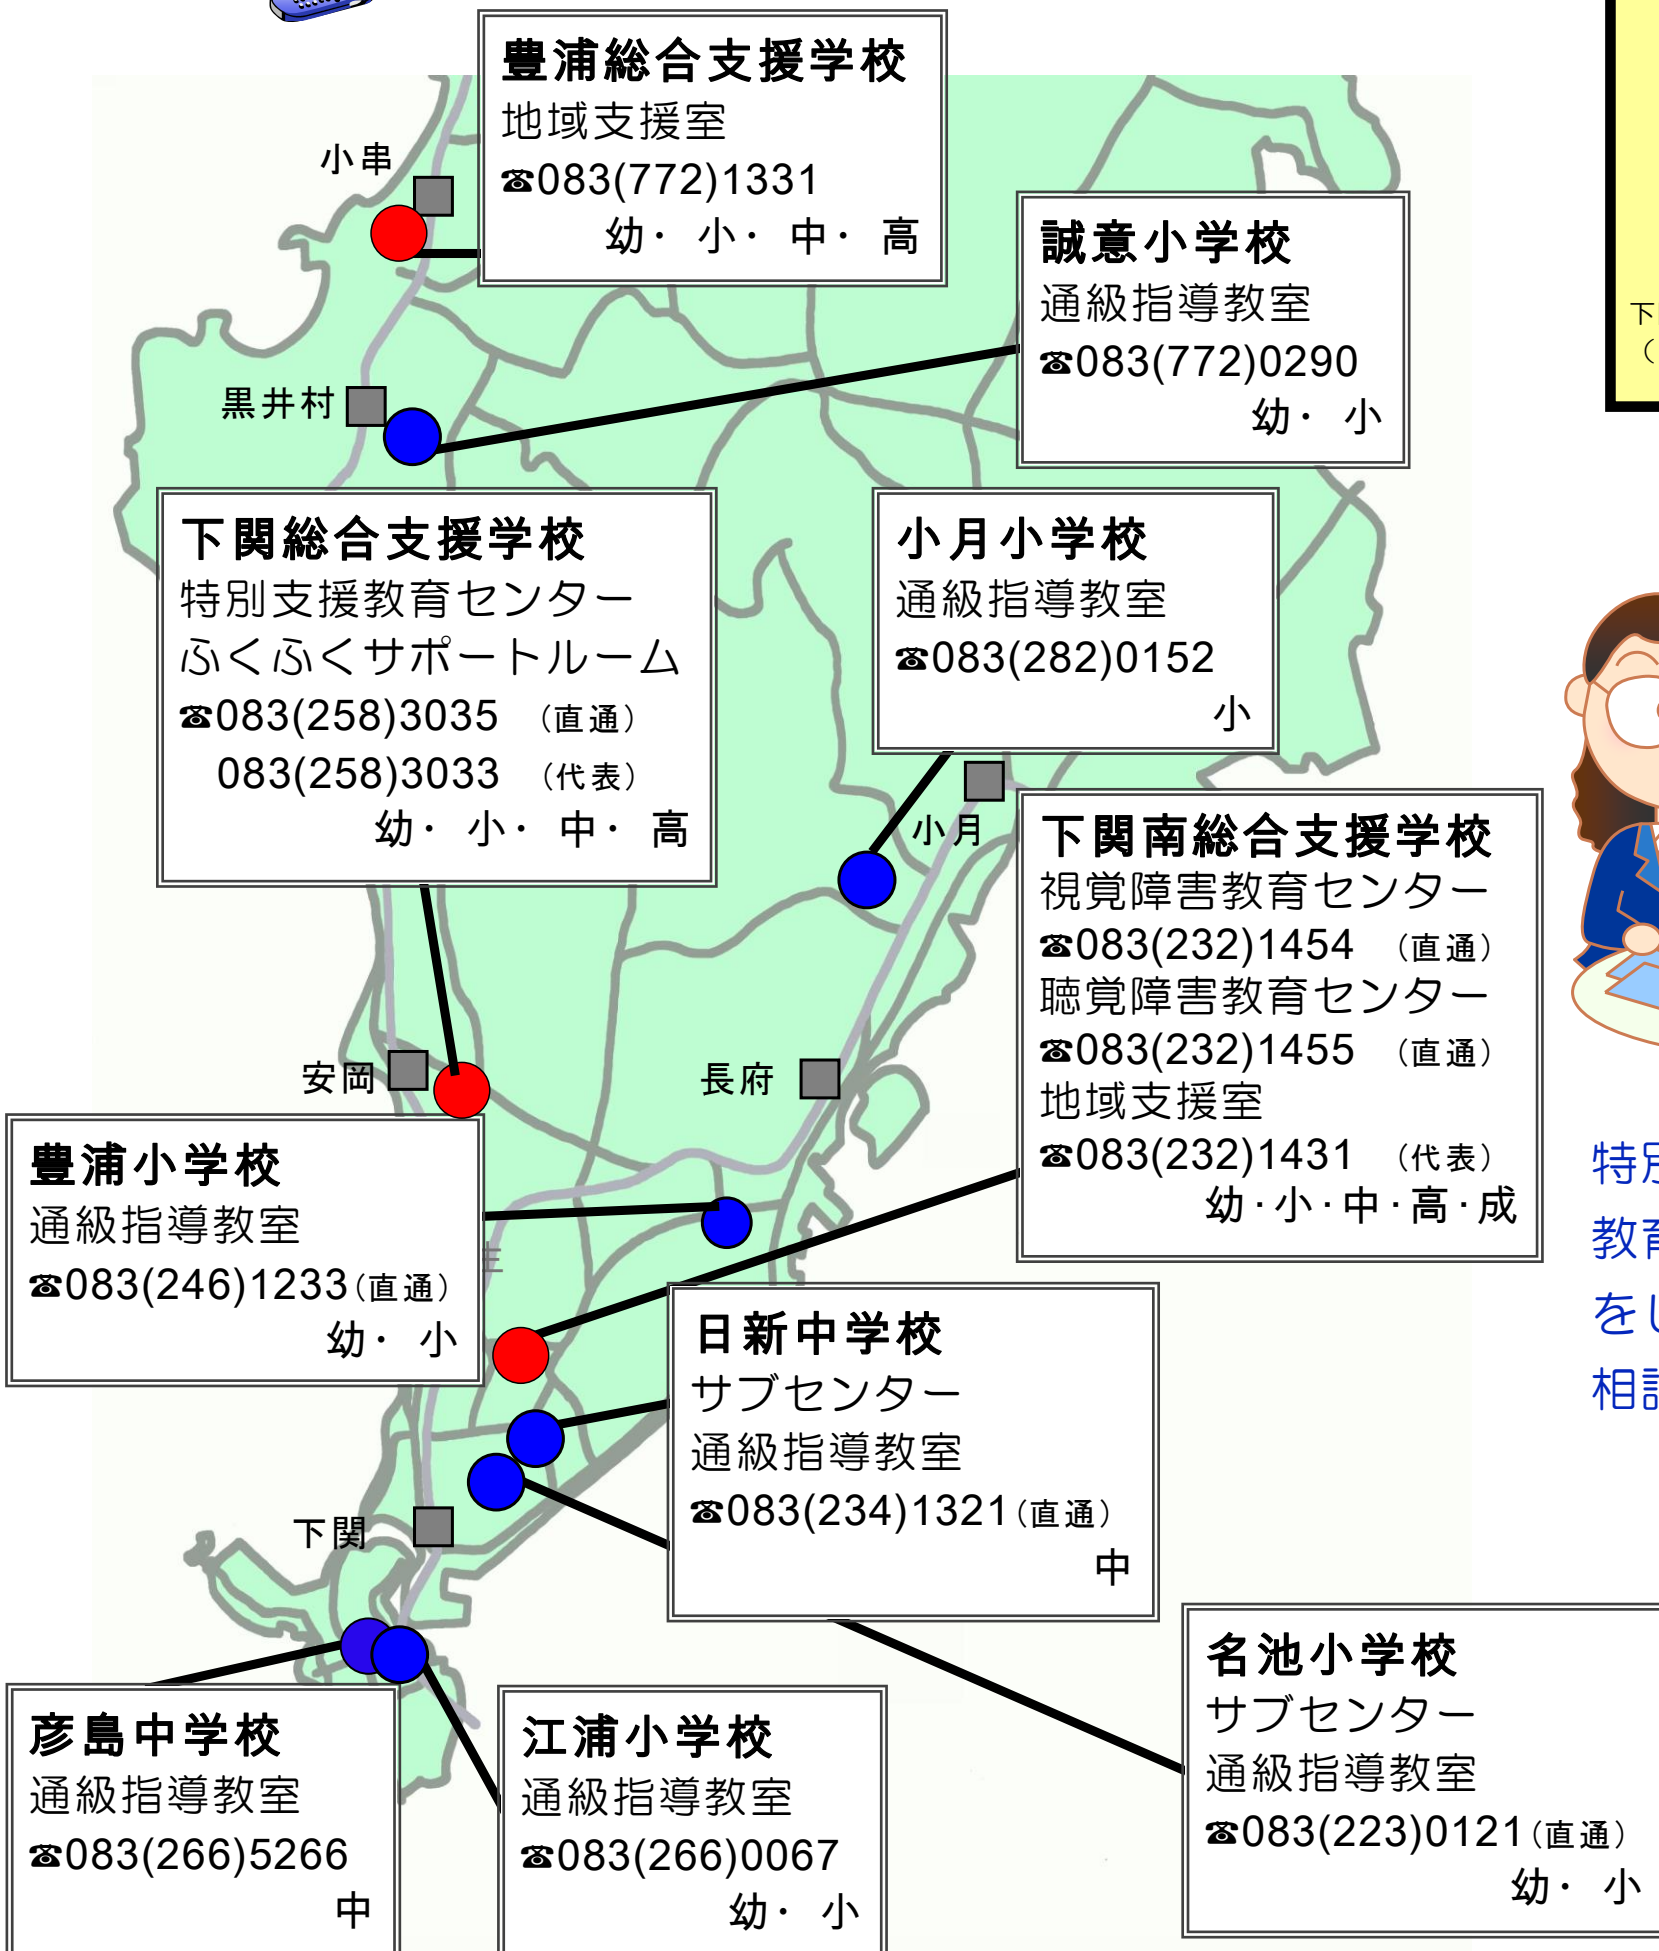 豊浦総合支援学校
地域支援室
☎083(772)1331
幼・ 小・ 中・ 高
小串
誠意小学校
通級指導教室
☎083(772)0290
幼・ 小
下
（
黒井村
下関総合支援学校
特別支援教育センター
ふくふくサポートルーム
☎083(258)3035 （直通）
083(258)3033 （代表）
幼・ 小・ 中・ 高
小月小学校
通級指導教室
☎083(282)0152
小
小月
下関南総合支援学校
視覚障害教育センター
☎083(232)1454 （直通）
聴覚障害教育センター
☎083(232)1455 （直通）
地域支援室
☎083(232)1431 （代表）
幼・小・中・高・成
安岡
長府
豊浦小学校
通級指導教室
☎083(246)1233（直通）
幼・ 小
特
教
をし
相
日新中学校
サブセンター
通級指導教室
☎083(234)1321（直通）
中
下関
名池小学校
サブセンター
通級指導教室
☎083(223)0121（直通）
幼・ 小
彦島中学校
通級指導教室
☎083(266)5266
中
江浦小学校
通級指導教室
☎083(266)0067
幼・ 小